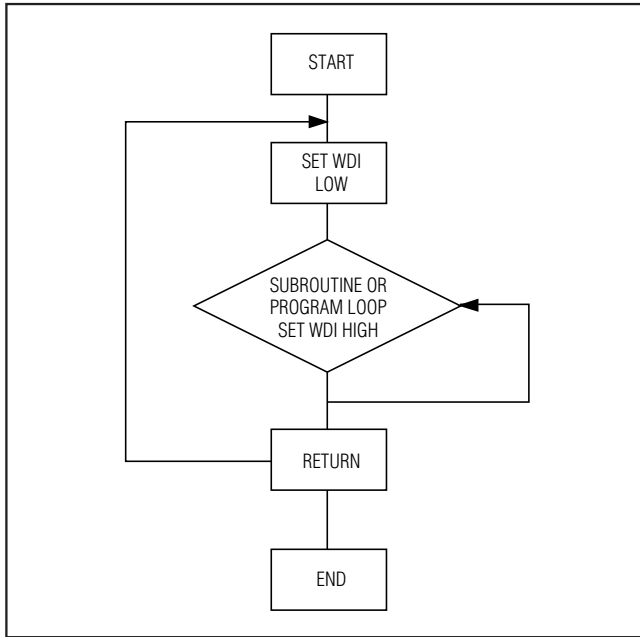 START
SET WDI
LOW
SUBROUTINE OR
PROGRAM LOOP
SET WDI HIGH
RETURN
END